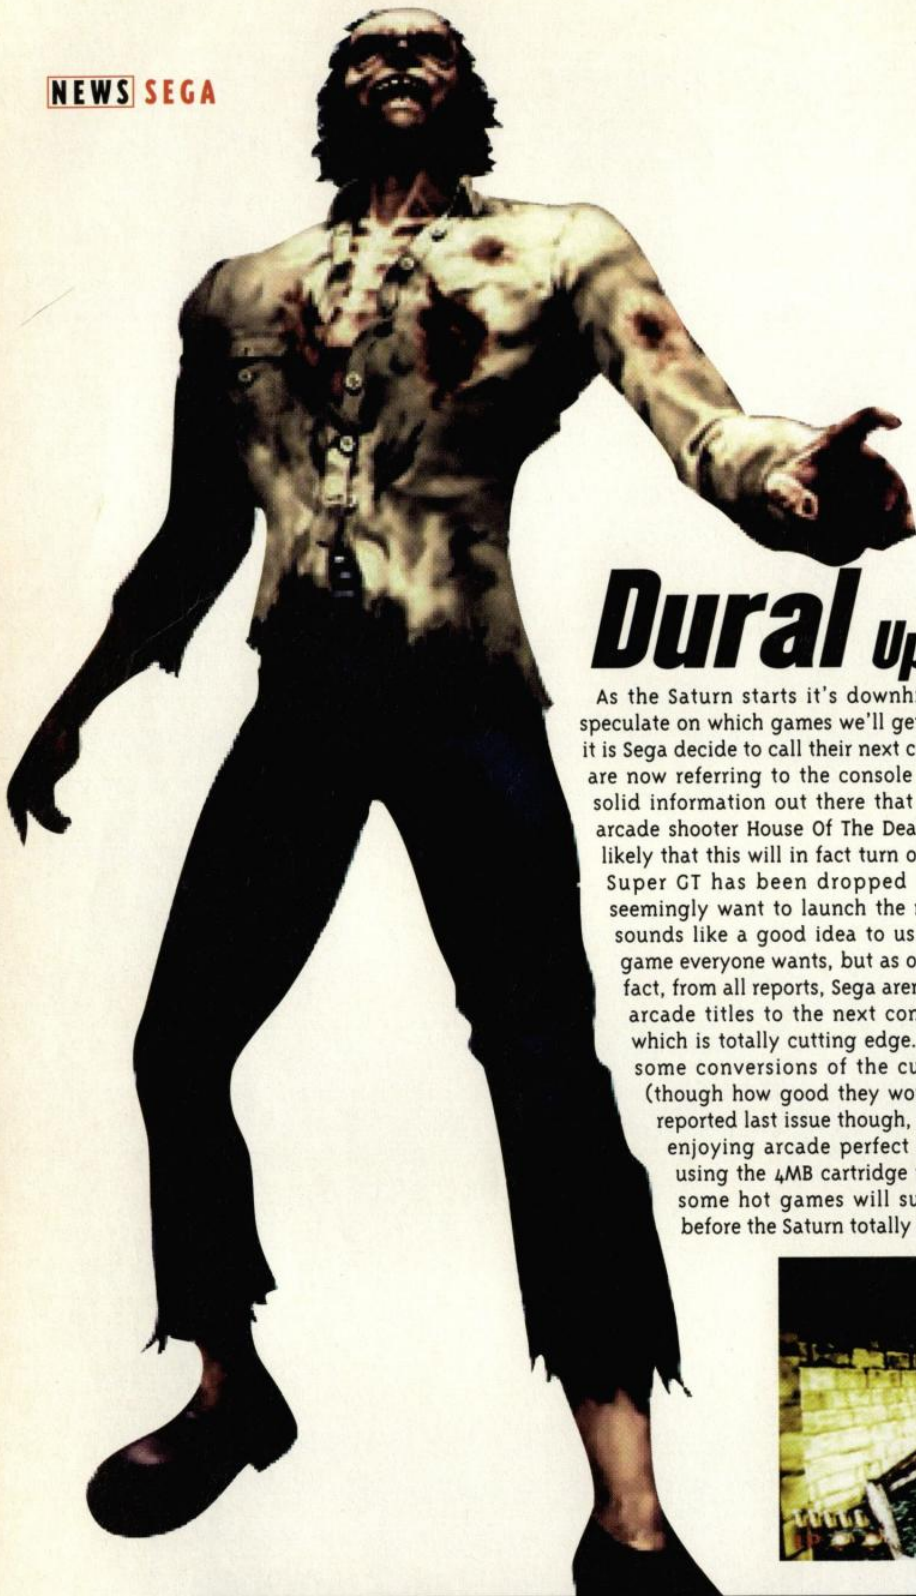 NEWS SEGA
Dural Up
As the Saturn starts it's downh
speculate on which games we'll ge
it is Sega decide to call their next c
are now referring to the console
solid information out there that
arcade shooter House Of The Dea
likely that this will in fact turn o
Super GT has been dropped
seemingly want to launch the
sounds like a good idea to us
game everyone wants, but as o
fact, from all reports, Sega aren
arcade titles to the next con
which is totally cutting edge.
some conversions of the cu
(though how good they wo
reported last issue though,
enjoying arcade perfect
using the 4MB cartridge
some hot games will su
before the Saturn totally